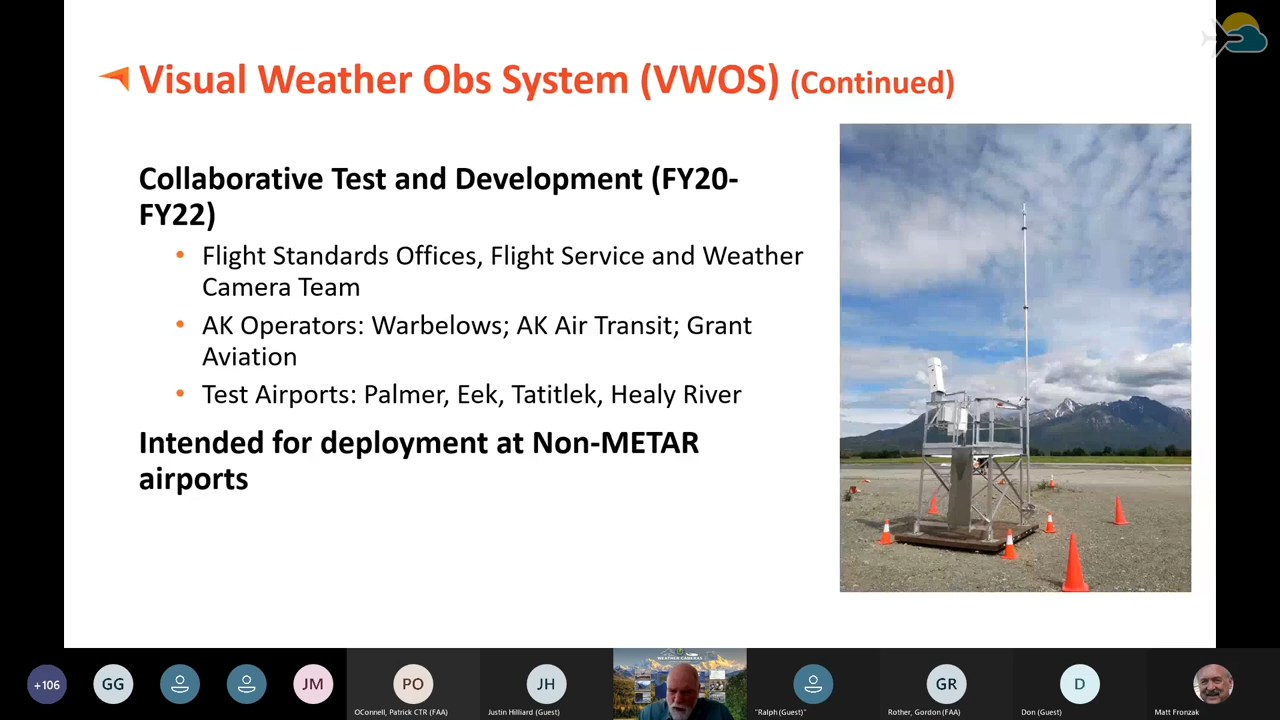 Visual Weather Obs System (VWOS) (Continued)
Collaborative Test and Development (FY20-
FY22)
• Flight Standards Offices, Flight Service and Weather
Camera Team
• AK Operators: Warbelows; AK Air Transit; Grant
Aviation
• Test Airports: Palmer, Eek, Tatitlek, Healy River
Intended for deployment at Non-METAR
airports
WEATHER CAMERAS
+106
GG
JM
PO
JH
GR
D
OConnell, Patrick CTR (FAA)
Justin Hilliard (Guest)
"Ralph (Guest)"
Rother, Gordon (FAA)
Don (Guest)
Matt Fronzak